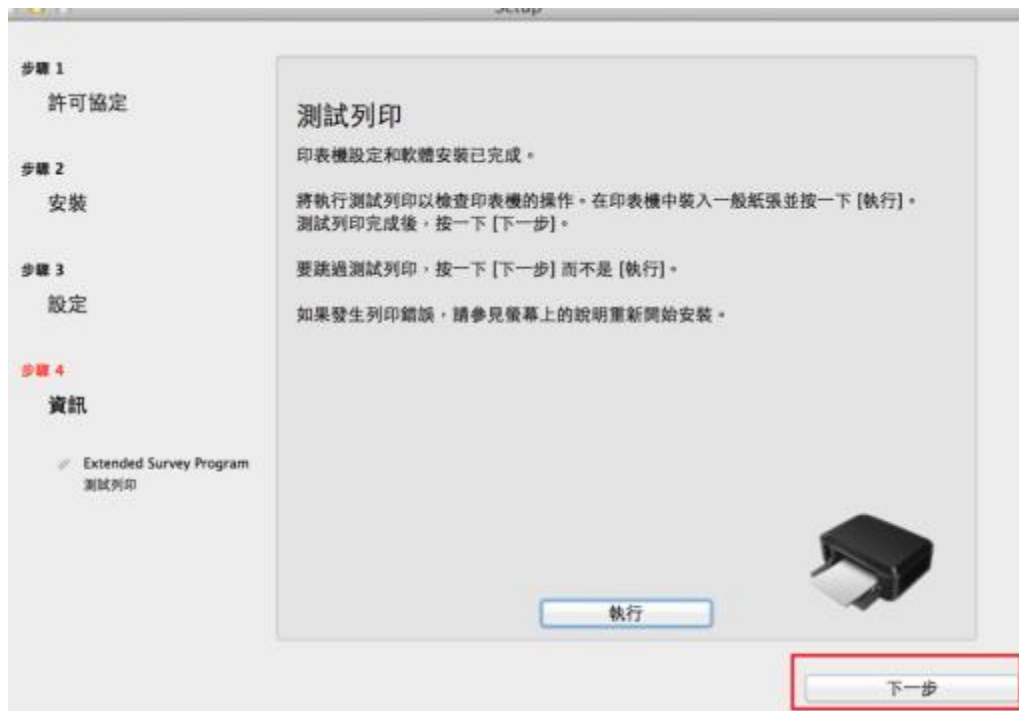 Setup
步驟 1
許可協定
步驟 2
安裝
步驟 3
設定
步驟 4
資訊
Extended Survey Program
測試列印
測試列印
印表機設定和軟體安裝已完成。
將執行測試列印以檢查印表機的操作。在印表機中裝入一般紙張並按一下 [執行]。
測試列印完成後，按一下 [下一步]。
要跳過測試列印，按一下 [下一步] 而不是 [執行]。
如果發生列印錯誤，請參見螢幕上的說明重新開始安裝。
執行
下一步